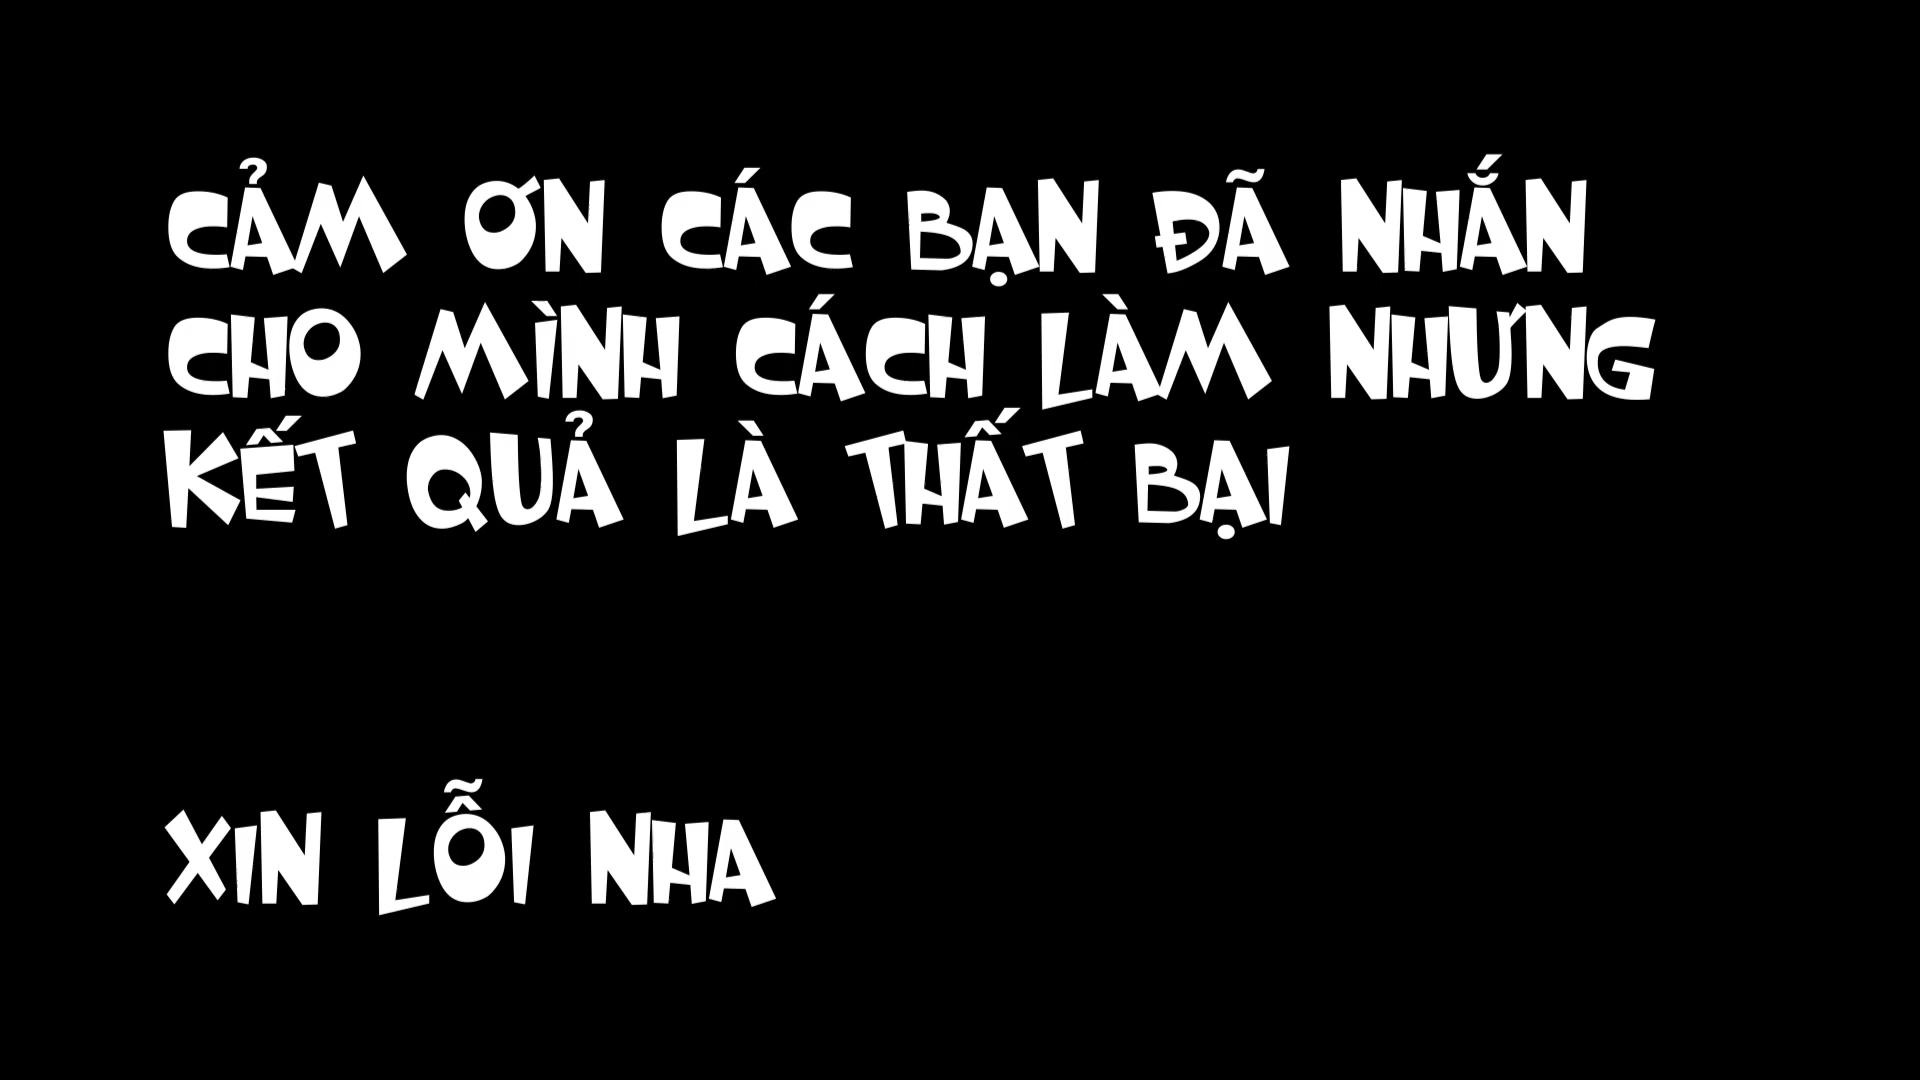 CẢM ƠN CÁC BẠN ĐÃ NHẮN
CHO MÌNH CÁCH LÀM NHƯNG
KẾT QUẢ LÀ THẤT BẠI
XIN LỖI NHA